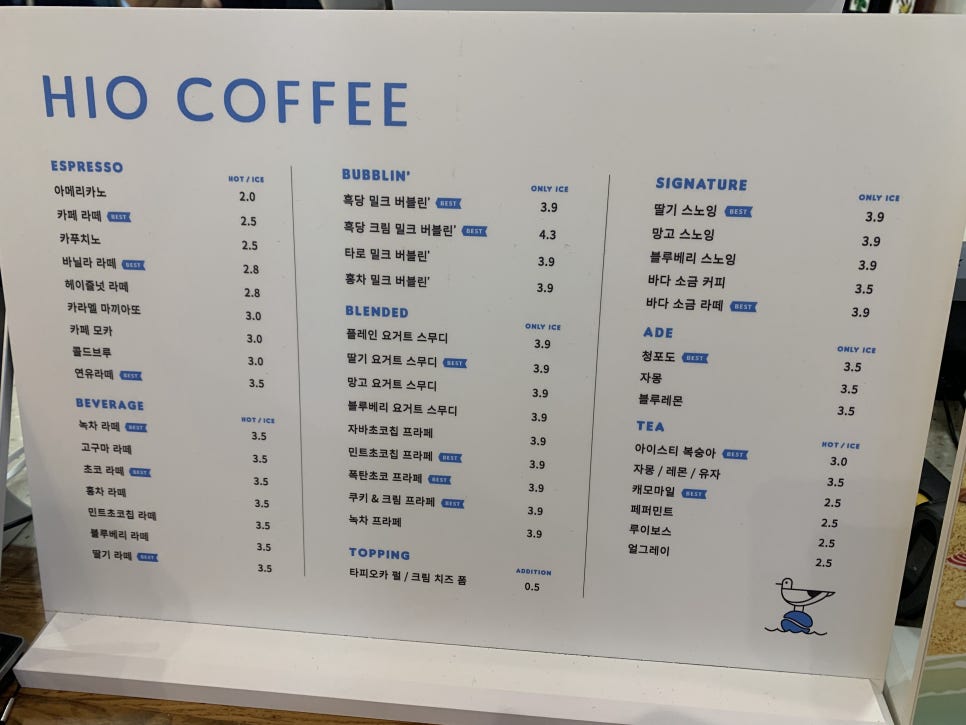 HIO COFFEE
ESPRESSO
HOT / ICE
아메리카노 2.0
카페 라떼 BEST 2.5
카푸치노 2.5
바닐라 라떼 BEST 2.8
헤이즐넛 라떼 2.8
카라멜 마끼아또 3.0
카페 모카 3.0
콜드브루 3.0
연유라떼 BEST 3.5
BEVERAGE
HOT / ICE
녹차 라떼 BEST 3.5
고구마 라떼 3.5
초코 라떼 BEST 3.5
홍차 라떼 3.5
민트초코칩 라떼 3.5
블루베리 라떼 3.5
딸기 라떼 BEST 3.5
BUBBLIN'
ONLY ICE
흑당 밀크 버블린' BEST 3.9
흑당 크림 밀크 버블린' BEST 4.3
타로 밀크 버블린' 3.9
홍차 밀크 버블린' 3.9
BLENDED
ONLY ICE
플레인 요거트 스무디 3.9
딸기 요거트 스무디 BEST 3.9
망고 요거트 스무디 3.9
블루베리 요거트 스무디 3.9
자바초코칩 프라페 3.9
민트초코칩 프라페 BEST 3.9
폭탄초코 프라페 BEST 3.9
쿠키 & 크림 프라페 BEST 3.9
녹차 프라페 3.9
TOPPING
ADDITION
타피오카 펄 / 크림 치즈 폼 0.5
SIGNATURE
ONLY ICE
딸기 스노잉 BEST 3.9
망고 스노잉 3.9
블루베리 스노잉 3.9
바다 소금 커피 3.5
바다 소금 라떼 BEST 3.9
ADE
ONLY ICE
청포도 BEST 3.5
자몽 3.5
블루레몬 3.5
TEA
HOT / ICE
아이스티 복숭아 BEST 3.0
자몽 / 레몬 / 유자 3.5
캐모마일 BEST 2.5
페퍼민트 2.5
루이보스 2.5
얼그레이 2.5